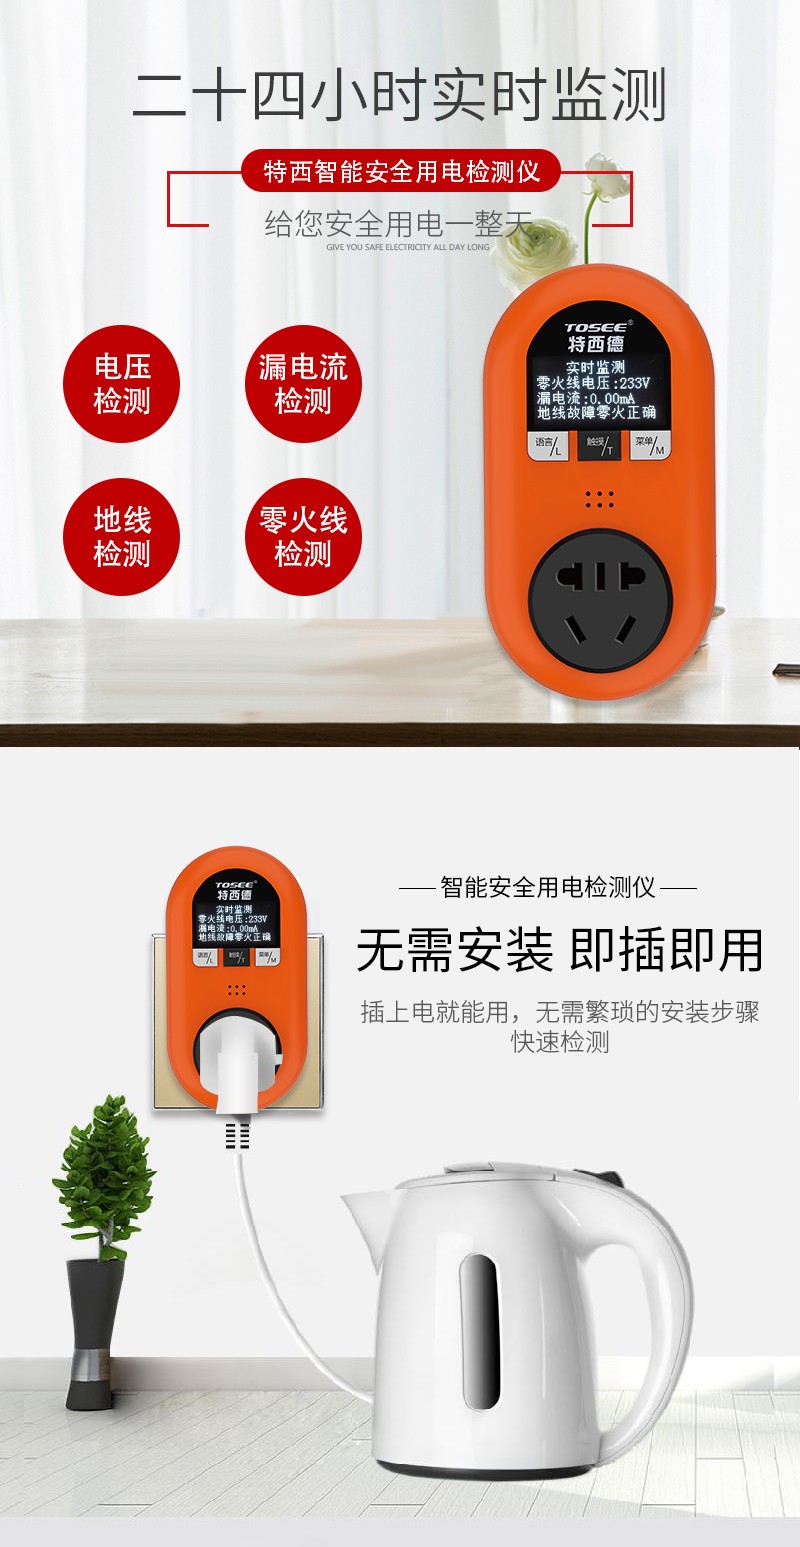 二十四小时实时监测
特西智能安全用电检测仪
给您安全用电一整天
GIVE YOU SAFE ELECTRICITY ALL DAY LONG
电压
检测
漏电流
检测
地线
检测
零火线
检测
TOSEE®
特西德
实时监测
零火线电压:233V
漏电流:0.00mA
地线故障零火正确
语言/L
触摸/T
菜单/M
TOSEE®
特西德
实时监测
零火线电压:233V
漏电流:0.00mA
地线故障零火正确
语言/L
触摸/T
菜单/M
智能安全用电检测仪
无需安装 即插即用
插上电就能用，无需繁琐的安装步骤
快速检测